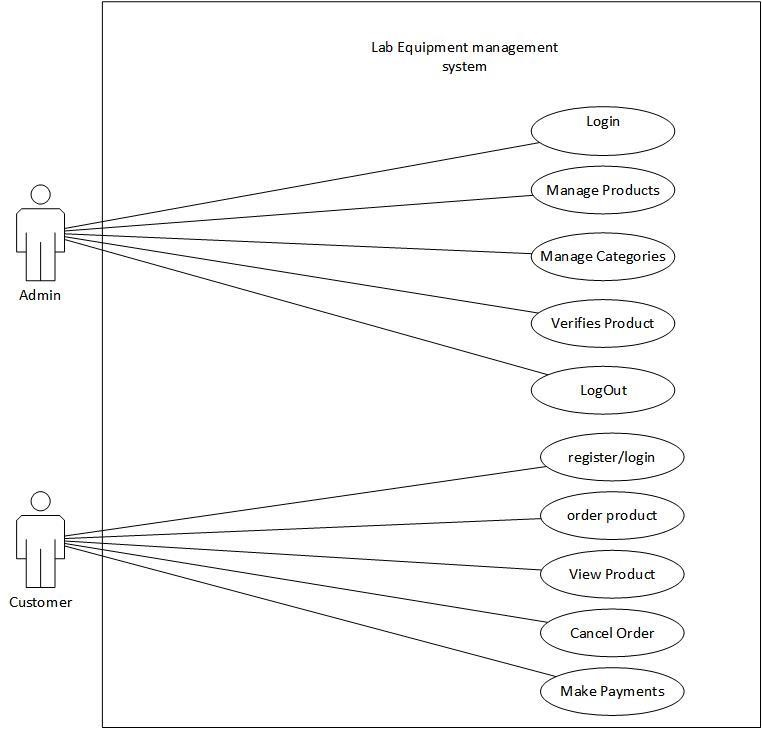 Lab Equipment management
system
Login
Manage Products
Manage Categories
Admin
Verifies Product
LogOut
register/login
order product
View Product
Customer
Cancel Order
Make Payments